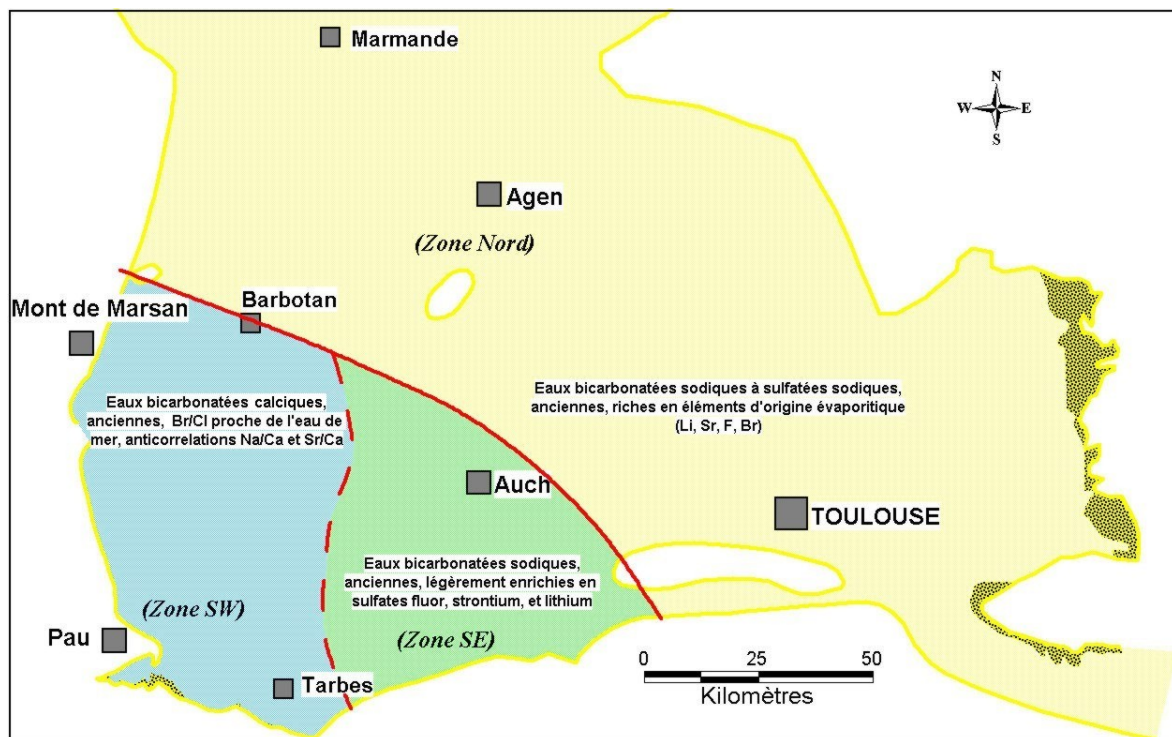 Marmande
N
W E
S
Agen
(Zone Nord)
Barbotan
Mont de Marsan
Eaux bicarbonatées calciques,
anciennes, Br/Cl proche de l'eau de
mer, anticorrelations Na/Ca et Sr/Ca
Eaux bicarbonatées sodiques à sulfatées sodiques,
anciennes, riches en éléments d'origine évaporitique
(Li, Sr, F, Br)
Auch
TOULOUSE
Eaux bicarbonatées sodiques,
anciennes, légèrement enrichies en
sulfates fluor, strontium, et lithium
(Zone SW)
(Zone SE)
Pau
Tarbes
0 25 50
Kilomètres